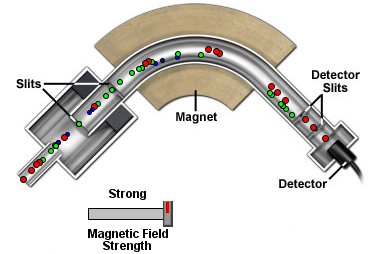 Slits
Detector
Slits
Magnet
Detector
Strong
Magnetic Field
Strength